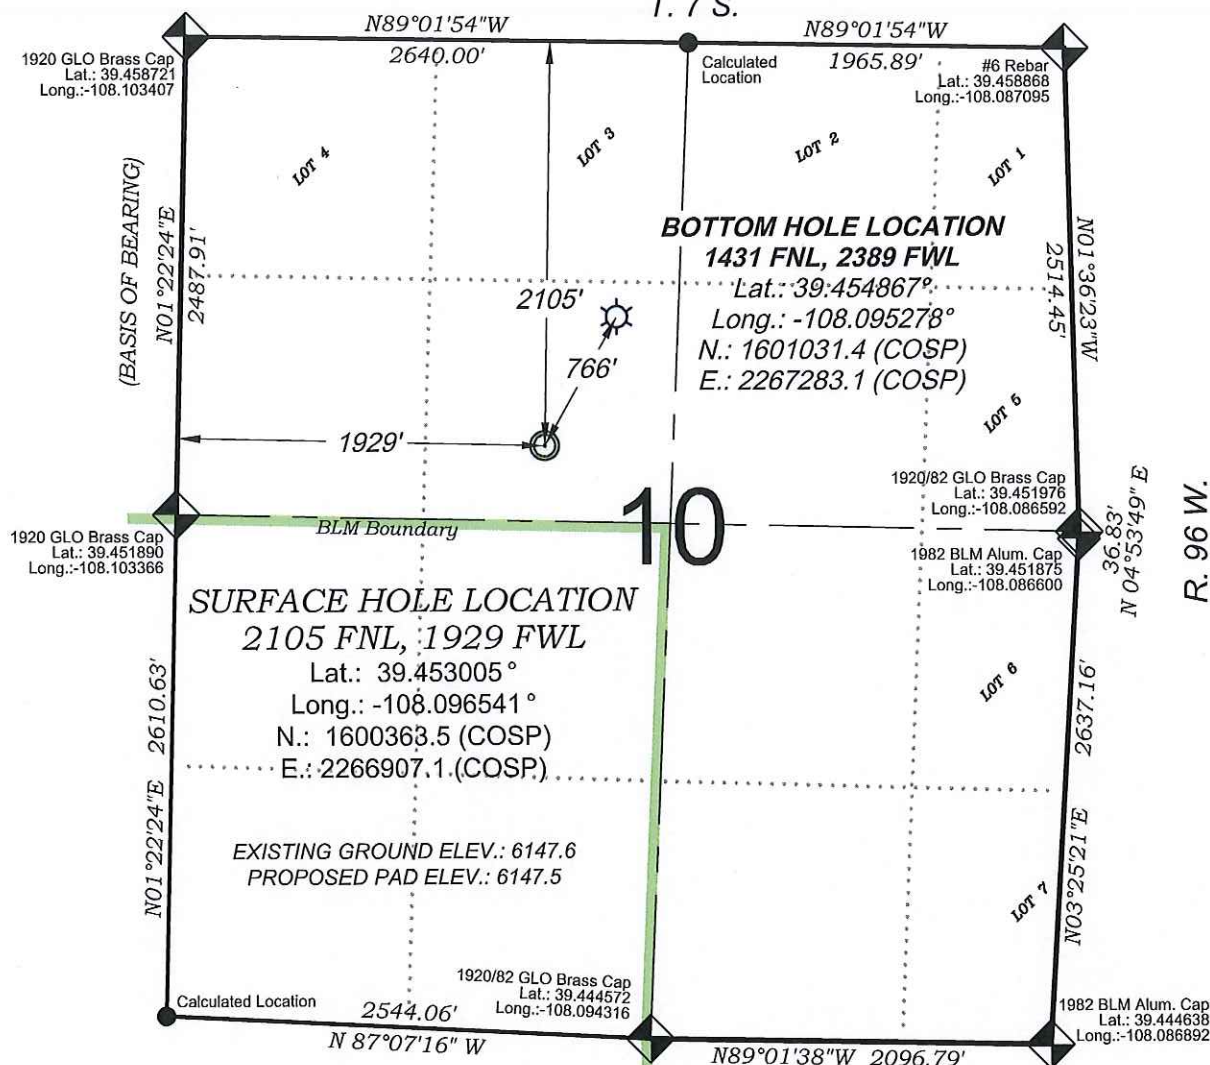 T. 7 S.
N89°01'54"W
2640.00'
N89°01'54"W
1965.89'
1920 GLO Brass Cap
Lat.: 39.458721
Long.:-108.103407
Calculated
Location
#6 Rebar
Lat.: 39.458868
Long.:-108.087095
LOT 4
LOT 3
LOT 2
LOT 1
(BASIS OF BEARING)
N01°22'24"E
2487.91'
BOTTOM HOLE LOCATION
1431 FNL, 2389 FWL
Lat.: 39.454867°
Long.: -108.095278°
N.: 1601031.4 (COSP)
E.: 2267283.1 (COSP)
N01°36'23"W
2514.45'
2105'
766'
1929'
LOT 5
1920/82 GLO Brass Cap
Lat.: 39.451976
Long.:-108.086592
R. 96 W.
36.83'
N 04°53'49" E
10
BLM Boundary
1920 GLO Brass Cap
Lat.: 39.451890
Long.:-108.103366
1982 BLM Alum. Cap
Lat.: 39.451875
Long.:-108.086600
SURFACE HOLE LOCATION
2105 FNL, 1929 FWL
Lat.: 39.453005°
Long.: -108.096541°
N.: 1600363.5 (COSP)
E.: 2266907.1 (COSP)
N01°22'24"E 2610.63'
LOT 6
2637.16'
N03°25'21"E
EXISTING GROUND ELEV.: 6147.6
PROPOSED PAD ELEV.: 6147.5
LOT 7
1920/82 GLO Brass Cap
Lat.: 39.444572
Long.:-108.094316
Calculated Location
2544.06'
N 87°07'16" W
1982 BLM Alum. Cap
Lat.: 39.444638
Long.:-108.086892
N89°01'38"W 2096.79'